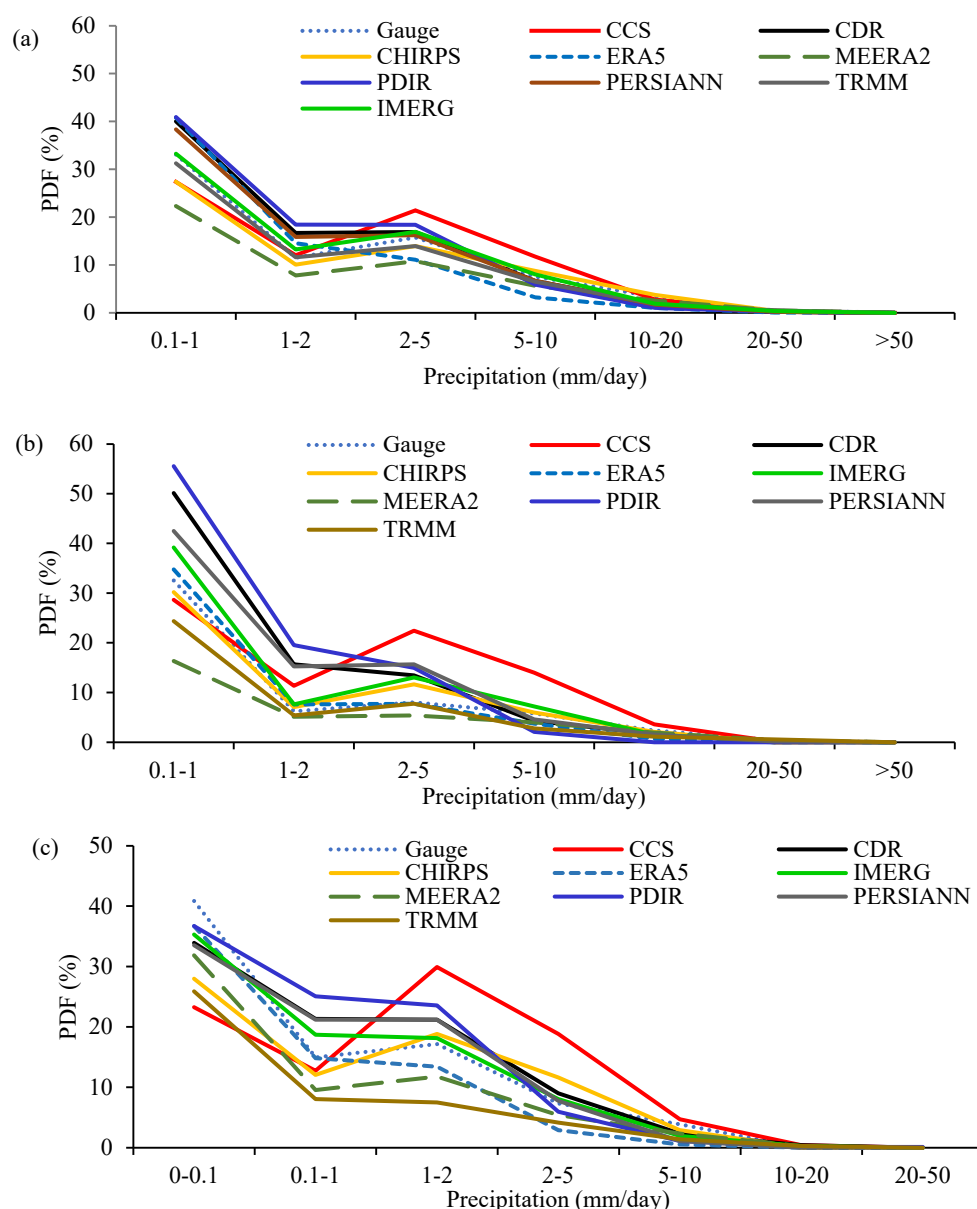 (a)
Gauge CCS CDR
CHIRPS ERA5 MEERA2
PDIR PERSIANN TRMM
IMERG
60
50
40
30
20
10
0
PDF (%)
0.1-1 1-2 2-5 5-10 10-20 20-50 >50
Precipitation (mm/day)
(b)
Gauge CCS CDR
CHIRPS ERA5 IMERG
MEERA2 PDIR PERSIANN
TRMM
60
50
40
30
20
10
0
PDF (%)
0.1-1 1-2 2-5 5-10 10-20 20-50 >50
Precipitation (mm/day)
(c)
Gauge CCS CDR
CHIRPS ERA5 IMERG
MEERA2 PDIR PERSIANN
TRMM
50
40
30
20
10
0
PDF (%)
0-0.1 0.1-1 1-2 2-5 5-10 10-20 20-50
Precipitation (mm/day)